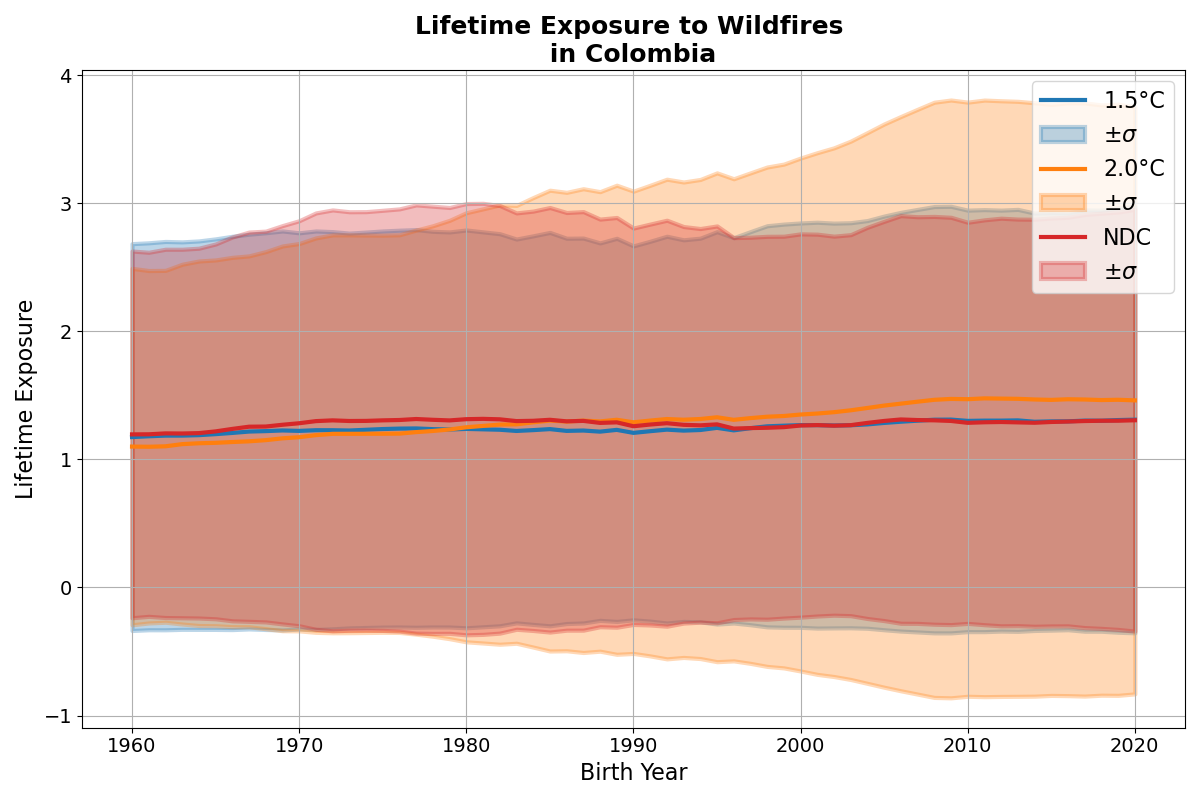 Lifetime Exposure to Wildfires
in Colombia
Lifetime Exposure
4
3
2
1
0
−1
1.5°C
±σ
2.0°C
±σ
NDC
±σ
1960 1970 1980 1990 2000 2010 2020
Birth Year